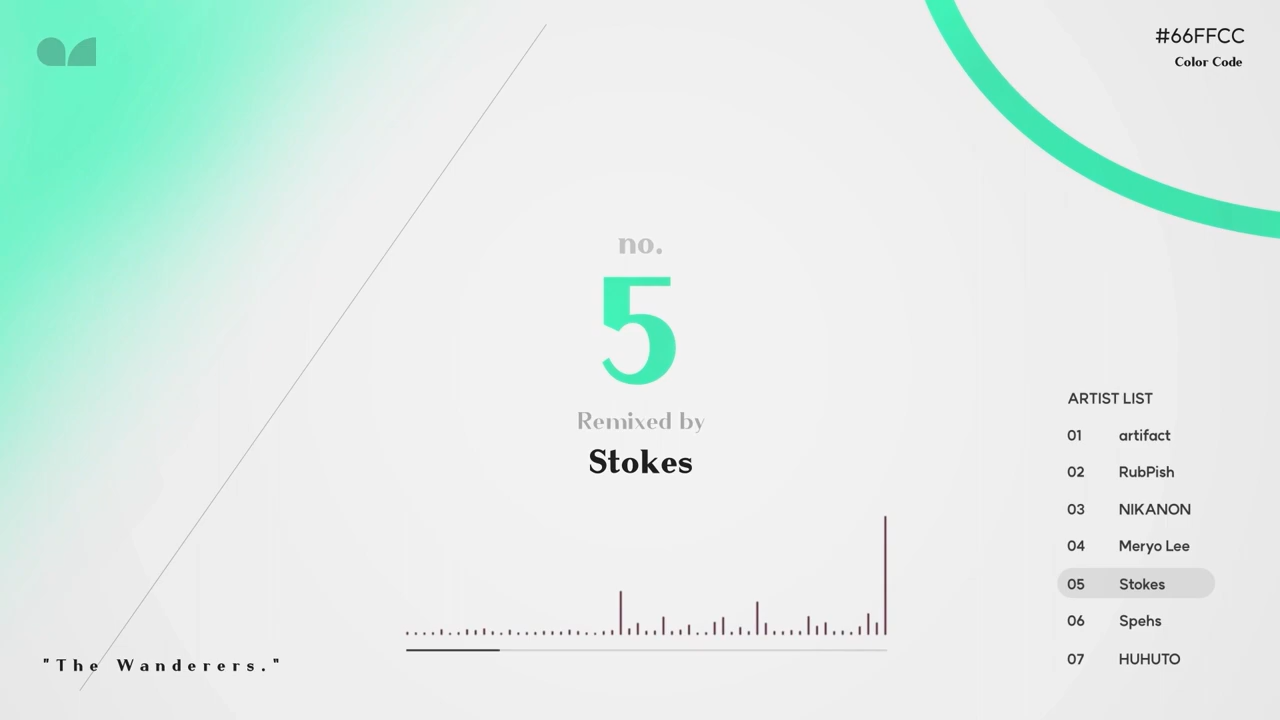 #66FFCC
Color Code
no.
5
Remixed by
Stokes
ARTIST LIST
01 artifact
02 RubPish
03 NIKANON
04 Meryo Lee
05 Stokes
06 Spehs
07 HUHUTO
"The Wanderers."